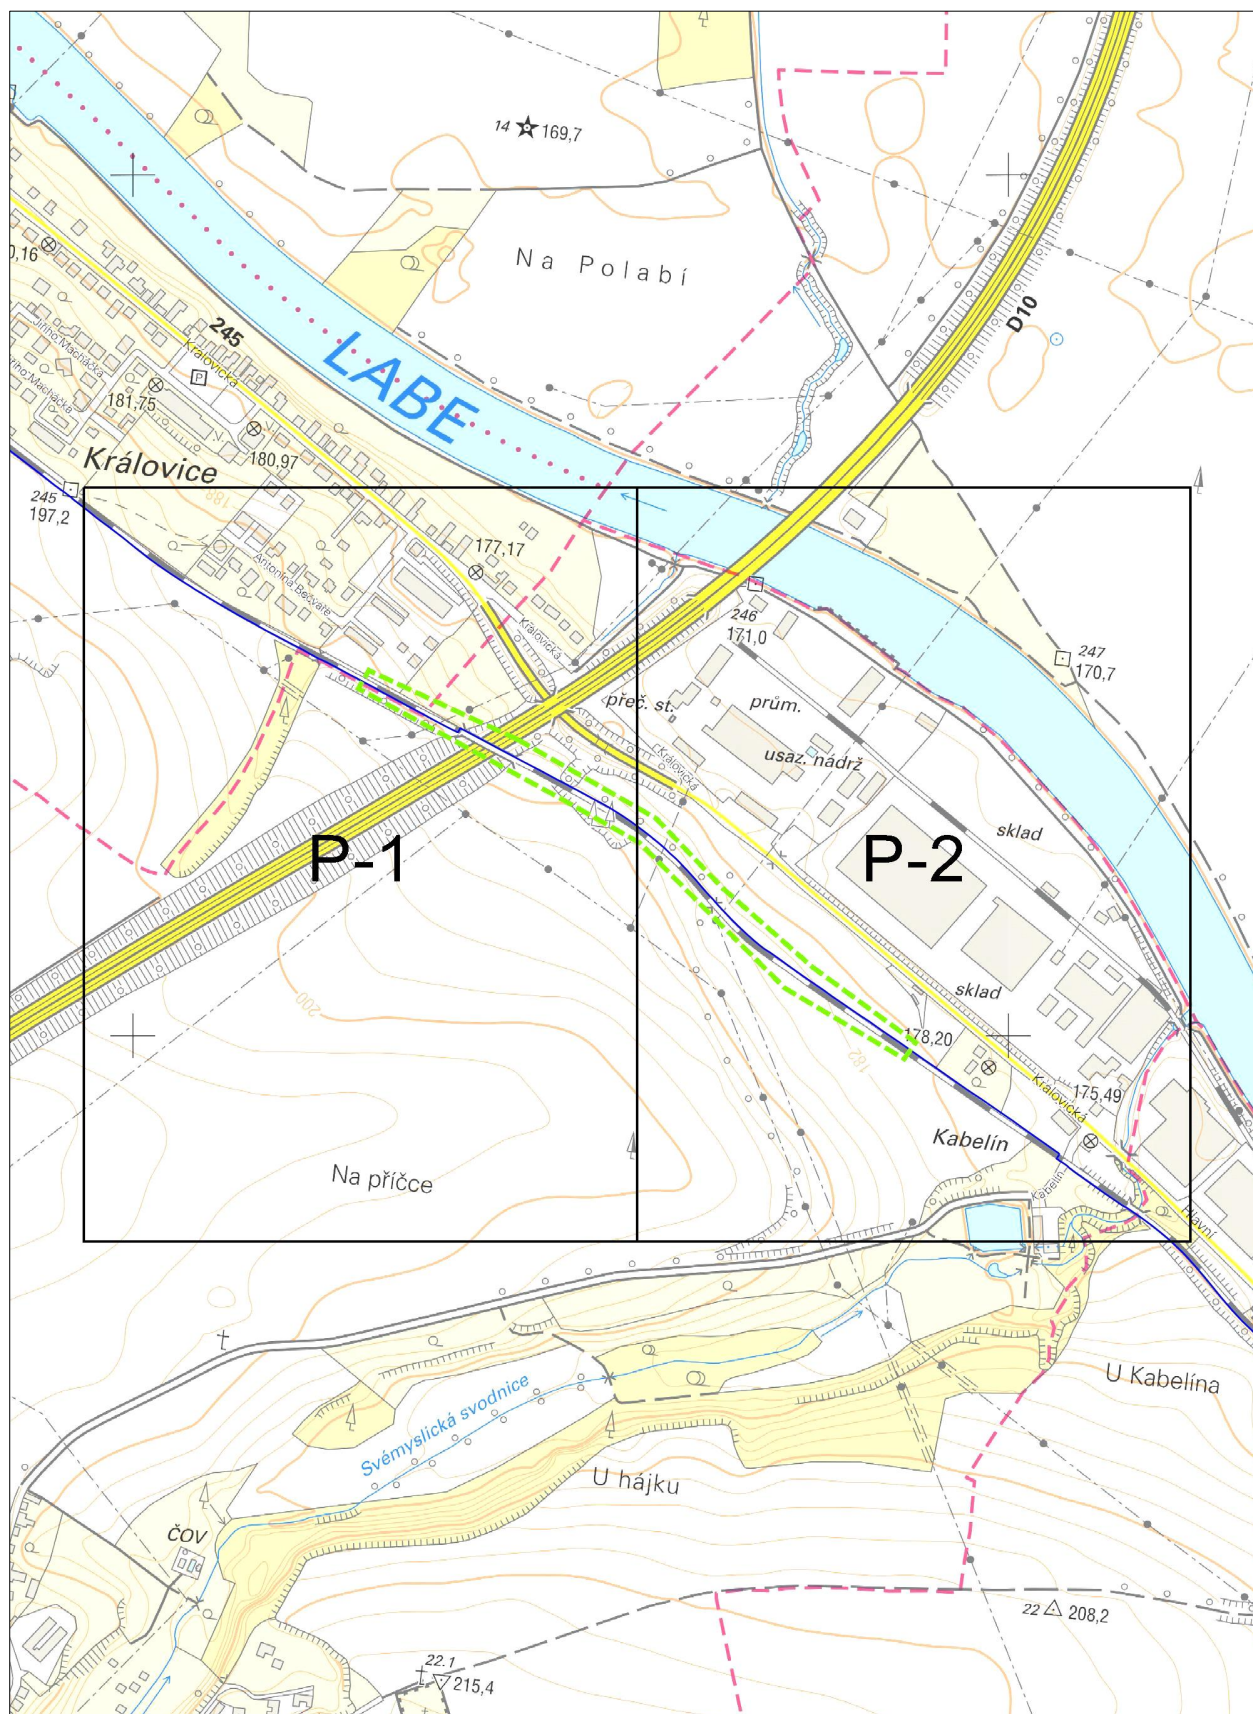 14 169,7
Na Polabí
D10
0,16
245
LABE
Jiřího Macháčka
Jiřího Macháčka
Královická
P
181,75
180,97
Královice
245
197,2
177,17
Antonína Bečváře
Královická
246
171,0
247
170,7
přeč. st.
prům.
usaz. nádrž
Královická
sklad
P-1
P-2
sklad
200
182
178,20
175,49
Královická
Kabelín
Kabelín
Na příčce
Hlavní
188
U Kabelína
Svémyslická svodnice
U hájku
ČOV
22 208,2
22.1
215,4